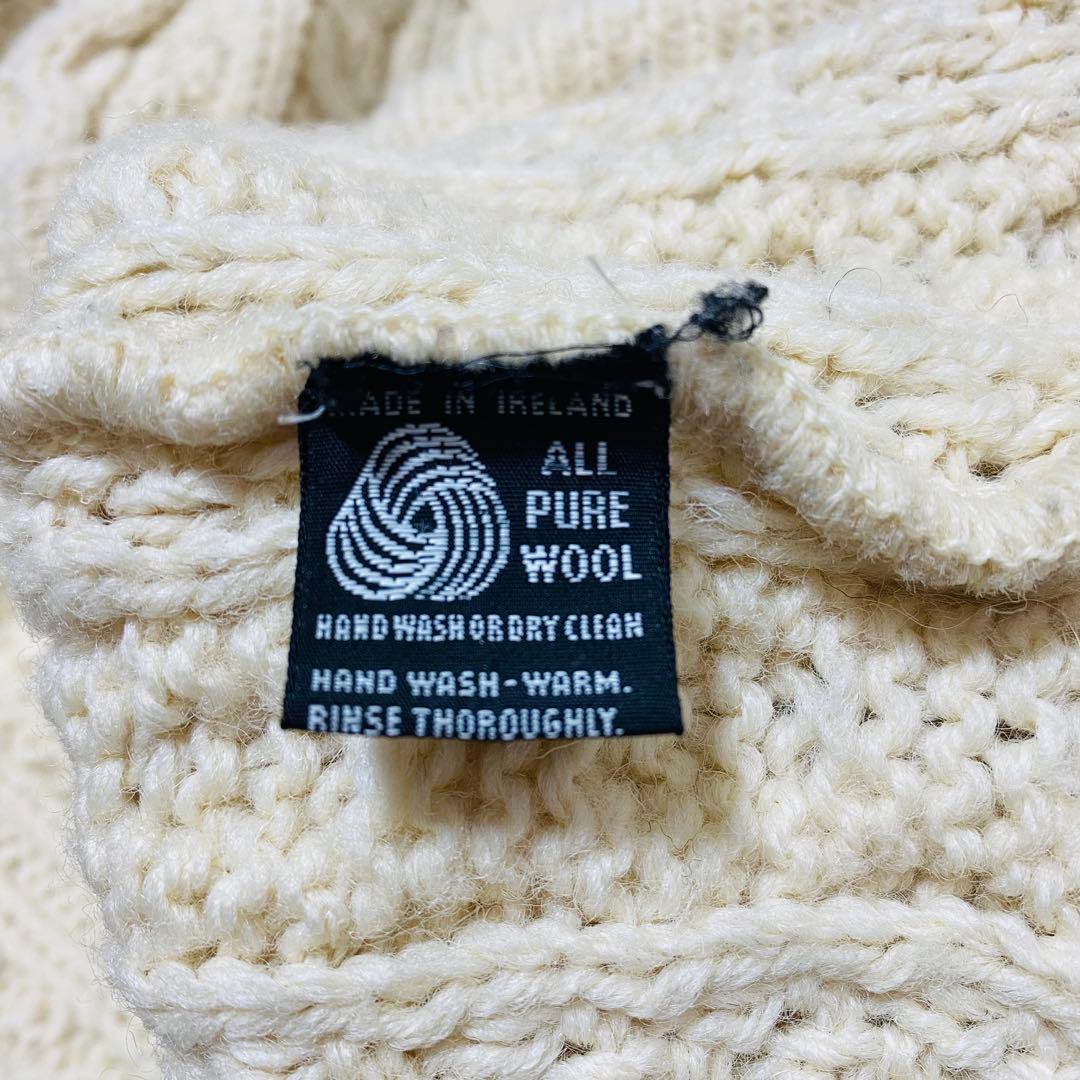 MADE IN IRELAND
ALL
PURE
WOOL
HAND WASH OR DRY CLEAN
HAND WASH-WARM.
RINSE THOROUGHLY.